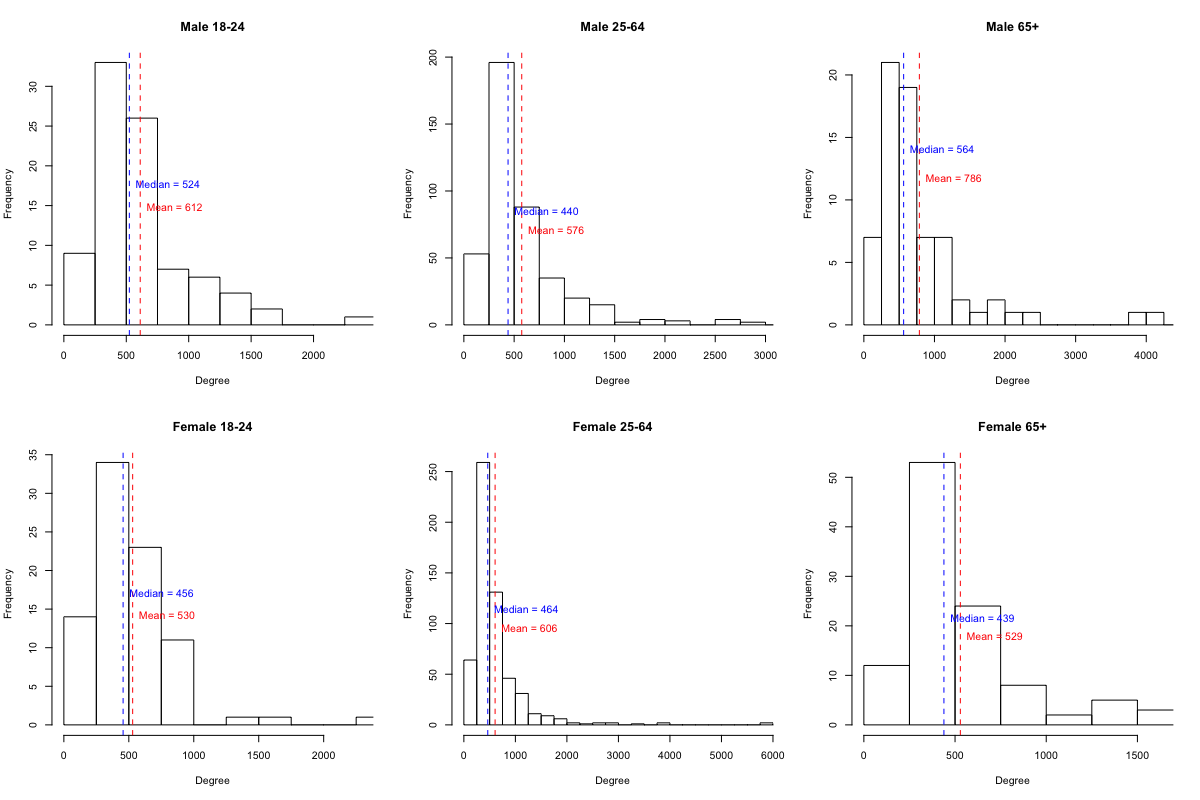 Male 18-24
Frequency
0 5 10 15 20 25 30
Median = 524
Mean = 612
0 500 1000 1500 2000
Degree
Male 25-64
Frequency
0 50 100 150 200
Median = 440
Mean = 576
0 500 1000 1500 2000 2500 3000
Degree
Male 65+
Frequency
0 5 10 15 20
Median = 564
Mean = 786
0 1000 2000 3000 4000
Degree
Female 18-24
Frequency
0 5 10 15 20 25 30 35
Median = 456
Mean = 530
0 500 1000 1500 2000
Degree
Female 25-64
Frequency
0 50 100 150 200 250
Median = 464
Mean = 606
0 1000 2000 3000 4000 5000 6000
Degree
Female 65+
Frequency
0 10 20 30 40 50
Median = 439
Mean = 529
0 500 1000 1500
Degree